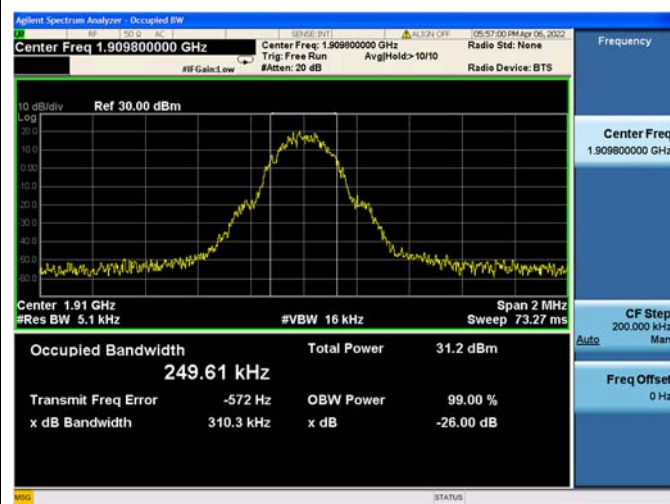 Agilent Spectrum Analyzer - Occupied BW
RF 50 Ω AC SENSE:INT ALIGN OFF 05:57:00 PM Apr 06, 2022
Center Freq 1.909800000 GHz
Center Freq: 1.909800000 GHz
Radio Std: None
Trig: Free Run
Avg|Hold:> 10/10
#IFGain:Low
#Atten: 20 dB
Radio Device: BTS
Frequency
10 dB/div
Ref 30.00 dBm
Log
20.0
10.0
0.00
-10.0
-20.0
-30.0
-40.0
-50.0
-60.0
Center Freq
1.909800000 GHz
Center 1.91 GHz
Span 2 MHz
#Res BW 5.1 kHz
#VBW 16 kHz
Sweep 73.27 ms
CF Step
200.000 kHz
Auto Man
Occupied Bandwidth
Total Power 31.2 dBm
249.61 kHz
Transmit Freq Error -572 Hz
OBW Power 99.00 %
x dB Bandwidth 310.3 kHz
x dB -26.00 dB
Freq Offset
0 Hz
MSG
STATUS